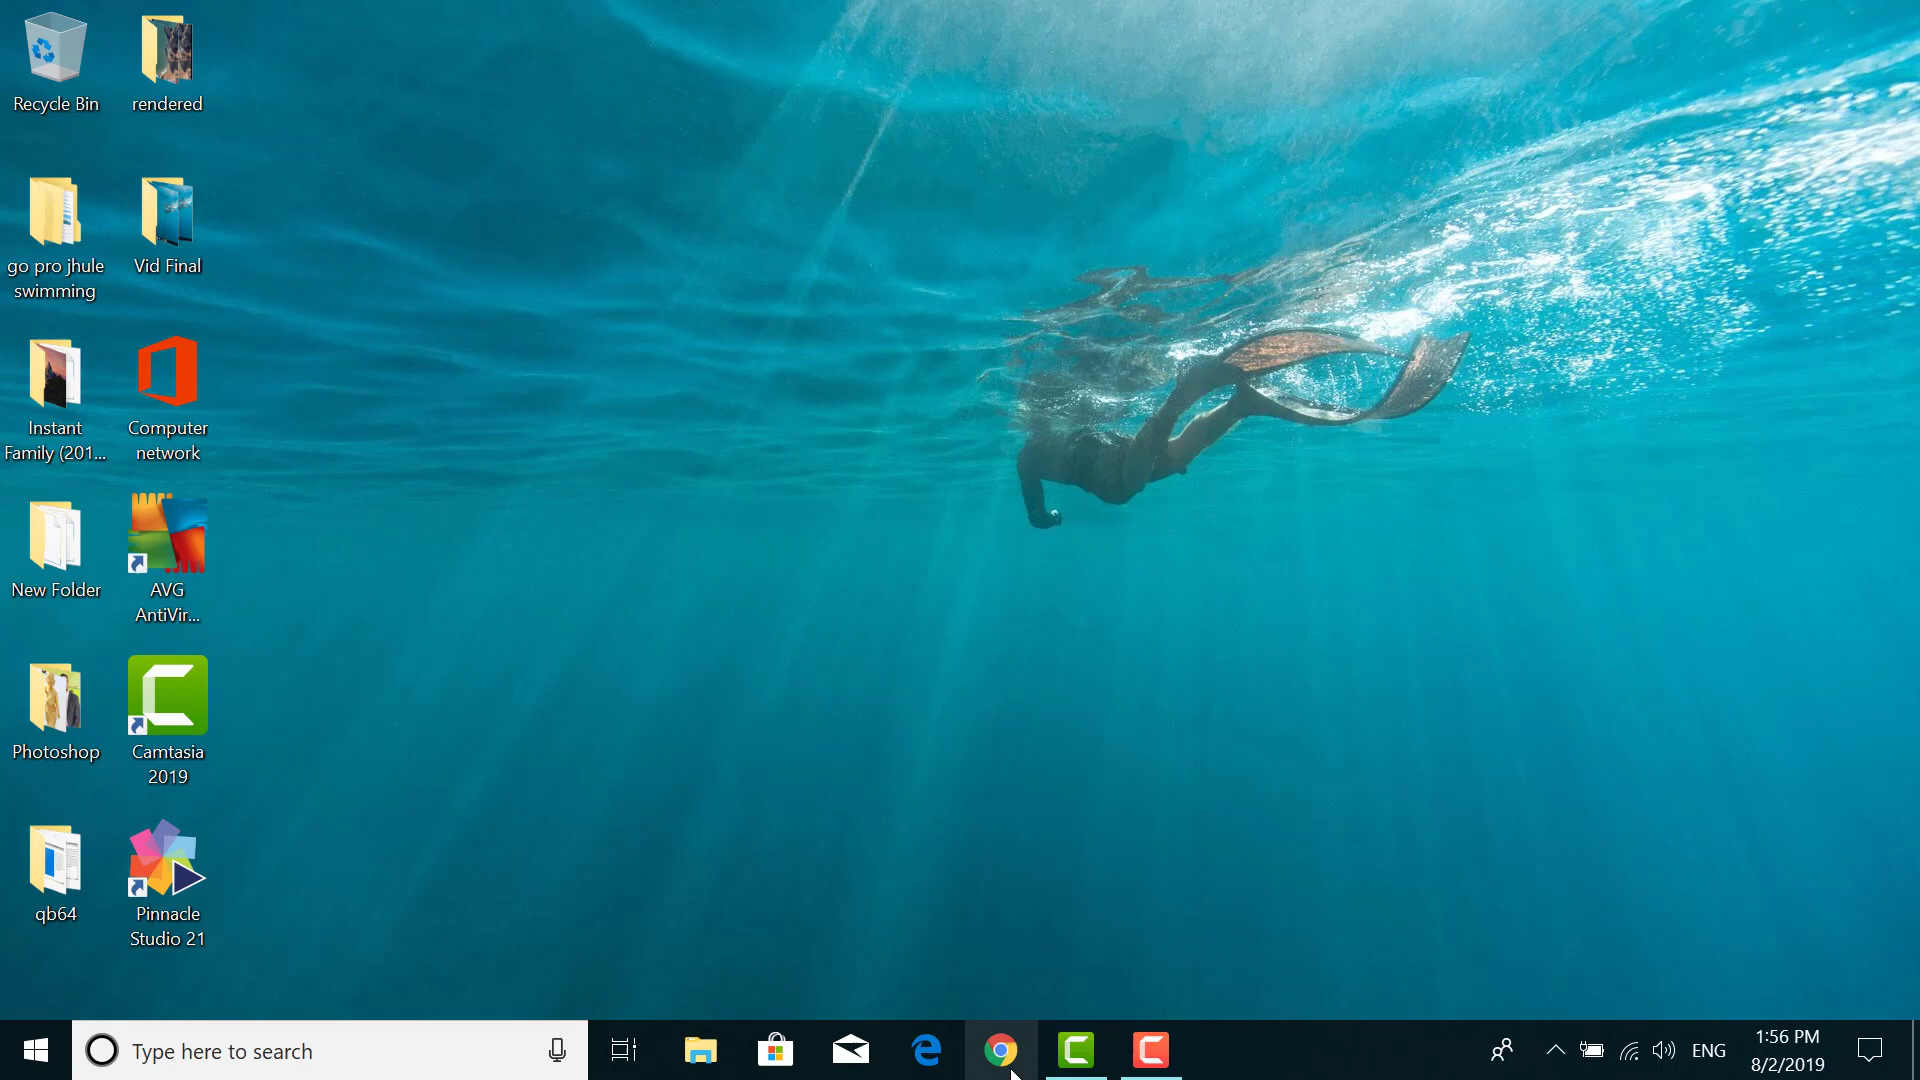 Recycle Bin
rendered
go pro jhule
swimming
Vid Final
Instant
Family (201...
Computer
network
New Folder
AVG
AntiVir...
Photoshop
Camtasia
2019
qb64
Pinnacle
Studio 21
Type here to search
ENG
1:56 PM
8/2/2019